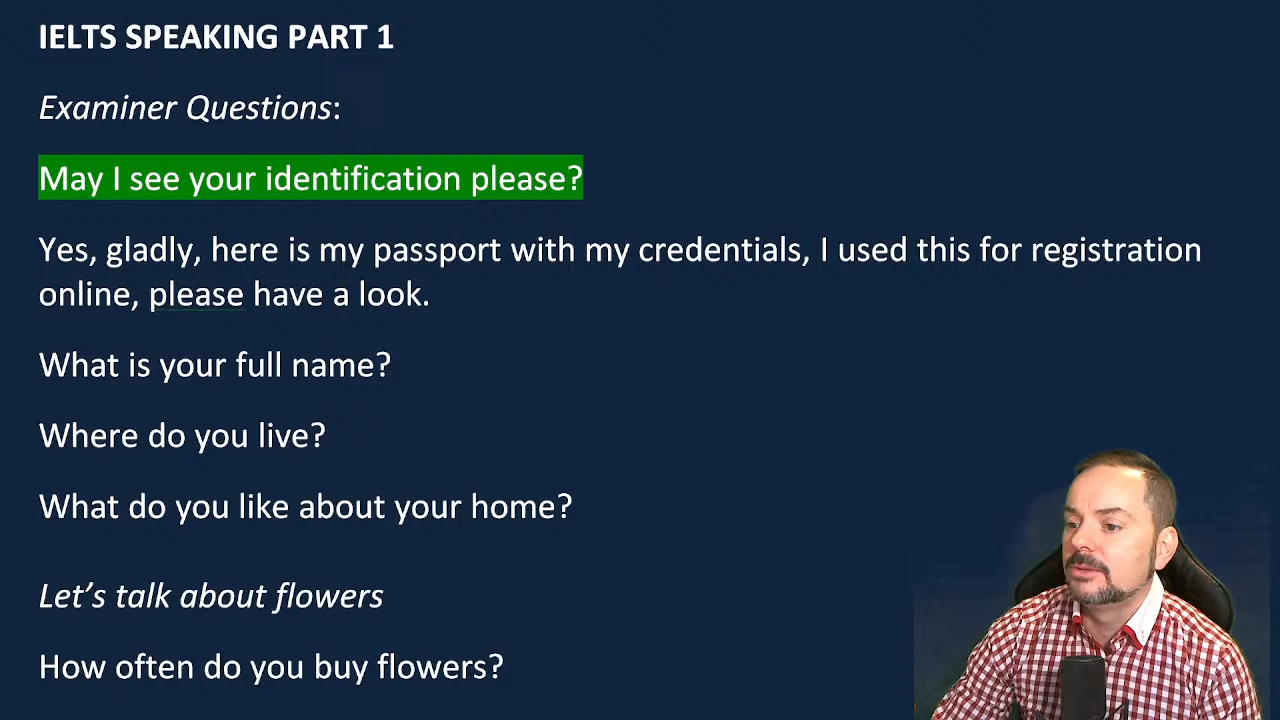 IELTS SPEAKING PART 1
Examiner Questions:
May I see your identification please?
Yes, gladly, here is my passport with my credentials, I used this for registration
online, please have a look.
What is your full name?
Where do you live?
What do you like about your home?
Let’s talk about flowers
How often do you buy flowers?